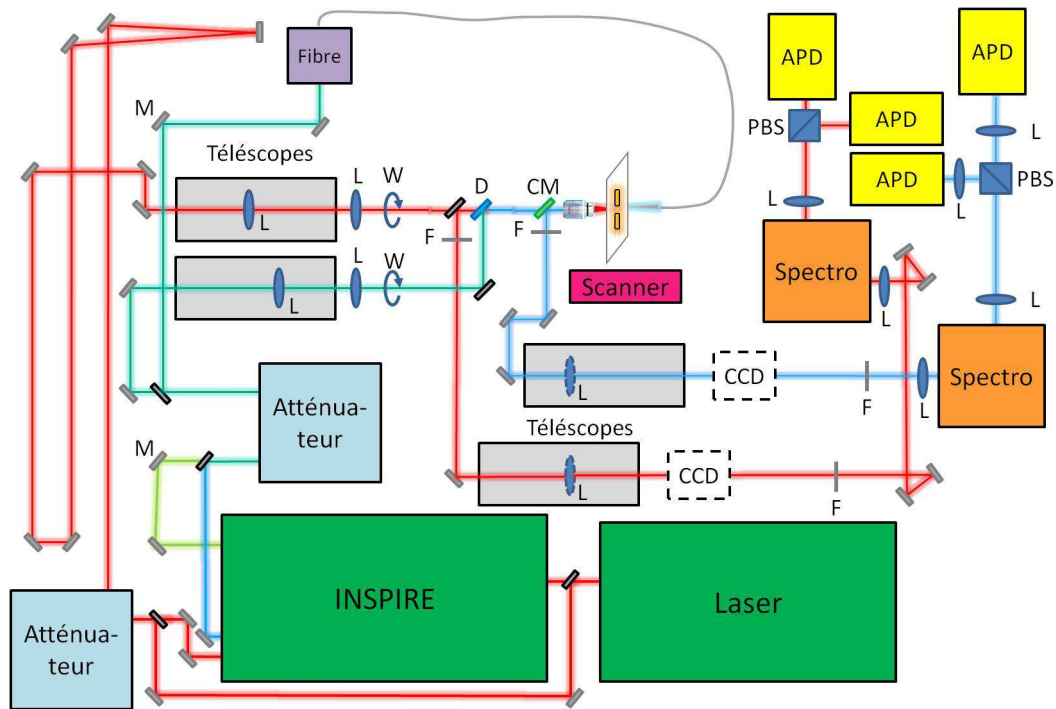 Fibre
APD
APD
M
PBS
APD
L
Téléscopes
APD
PBS
L
W
D
CM
L
L
L
F
F
Spectro
L
W
Scanner
L
L
L
CCD
Spectro
Atténua-
teur
L
F
L
Téléscopes
M
CCD
L
F
INSPIRE
Laser
Atténua-
teur